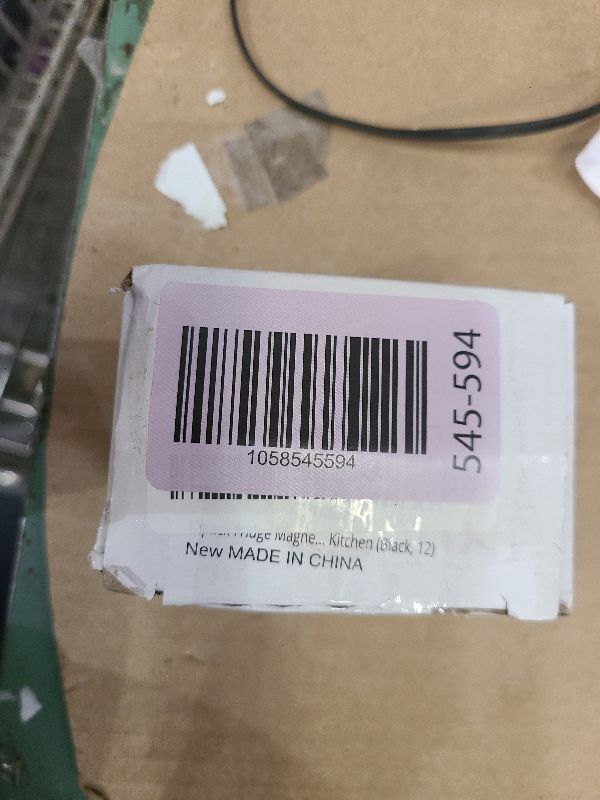 1058545594
545-594
Fridge Magne... Kitchen (Black, 12)
New MADE IN CHINA